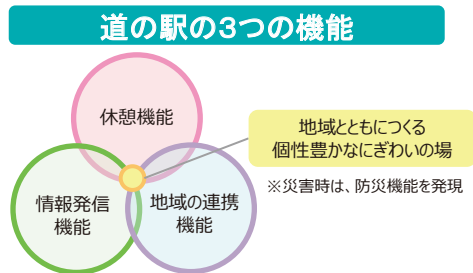 道の駅の3つの機能
休憩機能
地域とともにつくる
個性豊かなにぎわいの場
※災害時は、防災機能を発現
情報発信
機能
地域の連携
機能